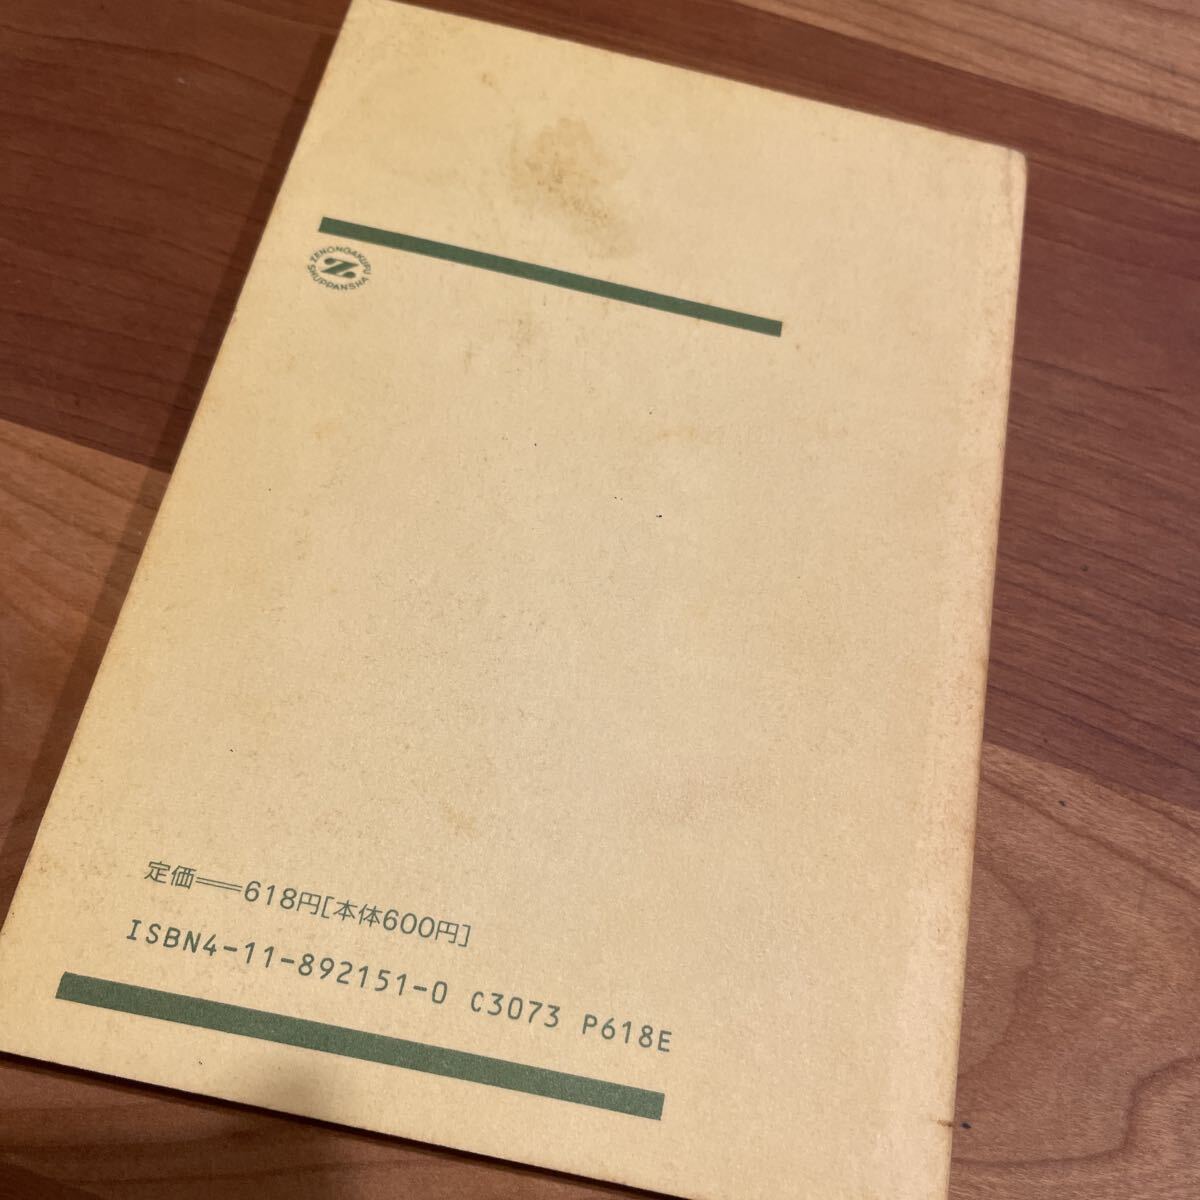 ZENONGAKUFU
SHUPPANSHA
Z
定価══618円[本体600円]
ISBN4-11-892151-0 C3073 P618E